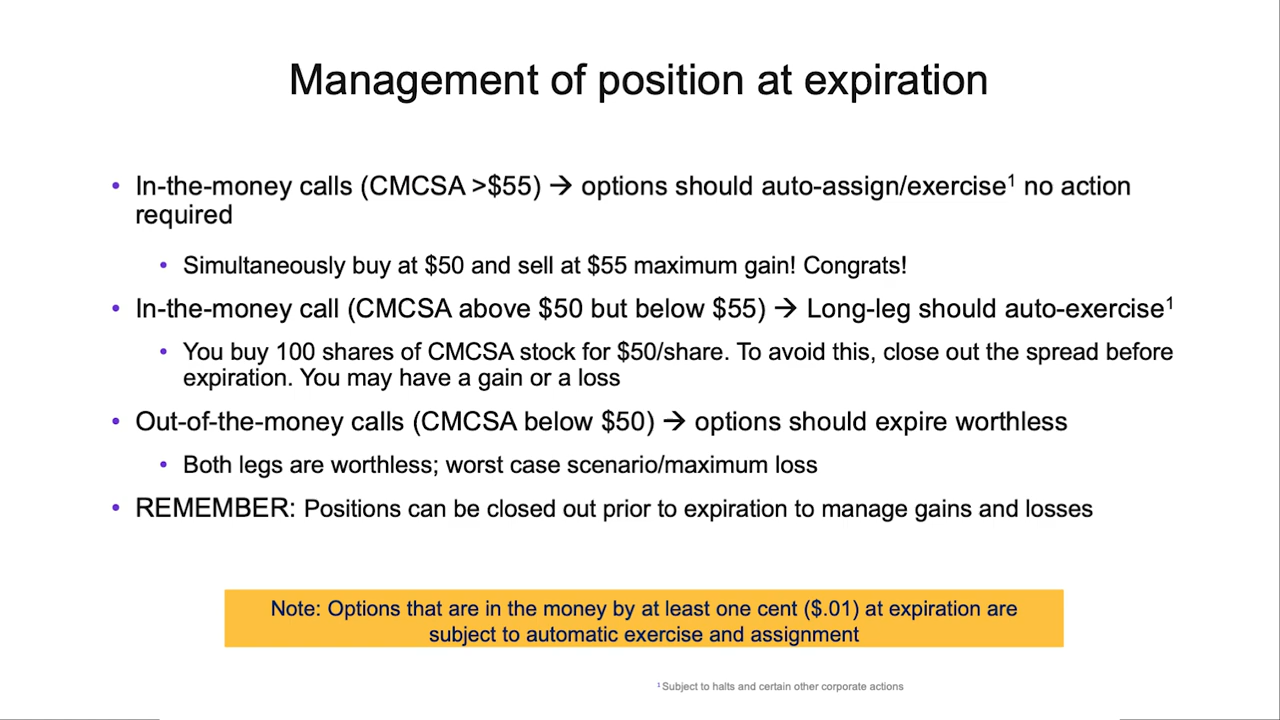 Management of position at expiration
• In-the-money calls (CMCSA >$55) → options should auto-assign/exercise¹ no action
required
• Simultaneously buy at $50 and sell at $55 maximum gain! Congrats!
• In-the-money call (CMCSA above $50 but below $55) → Long-leg should auto-exercise¹
• You buy 100 shares of CMCSA stock for $50/share. To avoid this, close out the spread before
expiration. You may have a gain or a loss
• Out-of-the-money calls (CMCSA below $50) → options should expire worthless
• Both legs are worthless; worst case scenario/maximum loss
• REMEMBER: Positions can be closed out prior to expiration to manage gains and losses
Note: Options that are in the money by at least one cent ($.01) at expiration are
subject to automatic exercise and assignment
¹ Subject to halts and certain other corporate actions